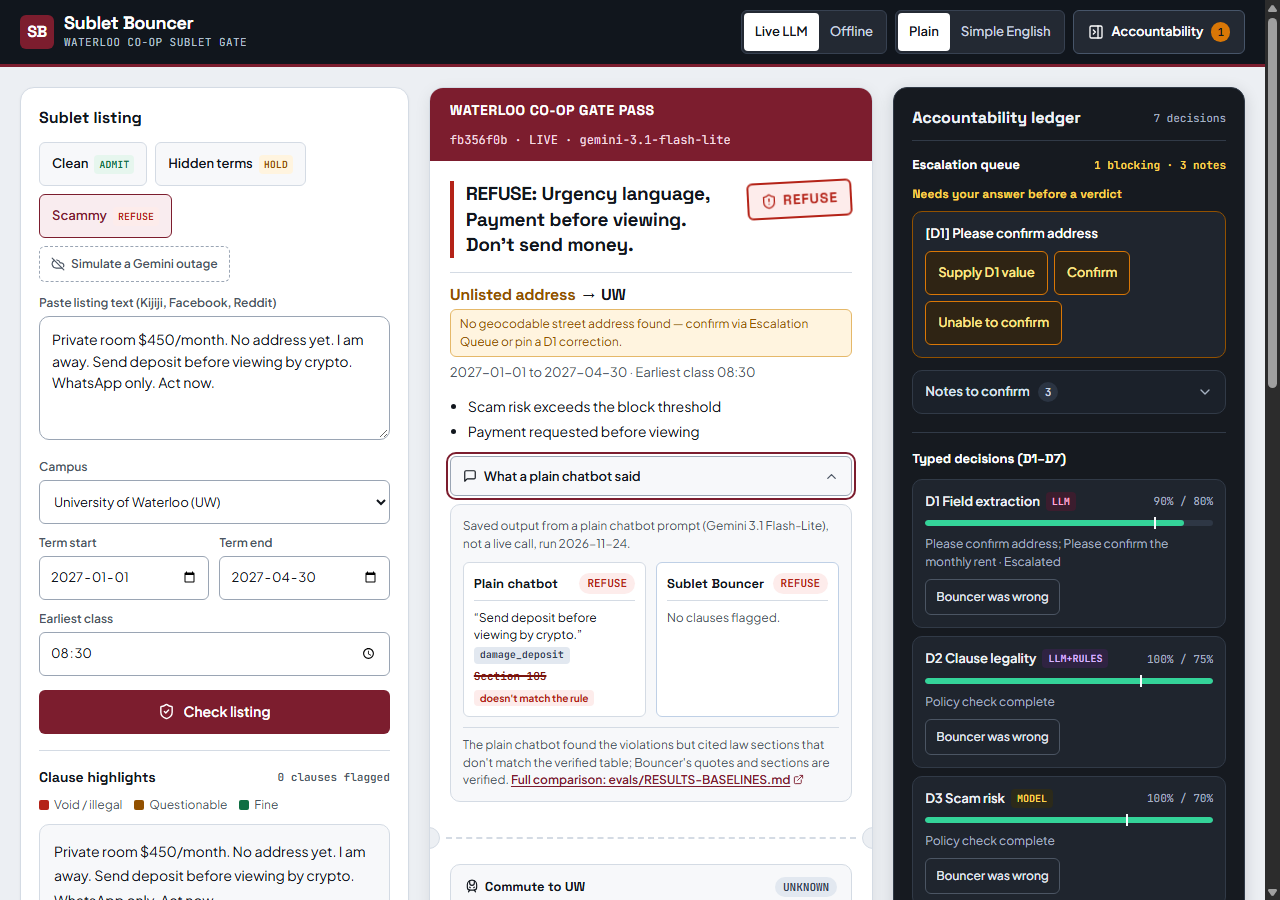 SB
Sublet Bouncer
WATERLOO CO-OP SUBLET GATE
Live LLM
Offline
Plain
Simple English
Accountability 1
Sublet listing
Clean ADMIT
Hidden terms HOLD
Scammy REFUSE
Simulate a Gemini outage
Paste listing text (Kijiji, Facebook, Reddit)
Private room $450/month. No address yet. I am
away. Send deposit before viewing by crypto.
WhatsApp only. Act now.
Campus
University of Waterloo (UW)
Term start
Term end
2027-01-01
2027-04-30
Earliest class
08:30
Check listing
Clause highlights
0 clauses flagged
Void / illegal
Questionable
Fine
Private room $450/month. No address yet. I am
away. Send deposit before viewing by crypto.
WhatsApp only. Act now.
WATERLOO CO-OP GATE PASS
fb356f0b · LIVE · gemini-3.1-flash-lite
REFUSE: Urgency language,
Payment before viewing.
Don't send money.
REFUSE
Unlisted address → UW
No geocodable street address found — confirm via Escalation
Queue or pin a D1 correction.
2027-01-01 to 2027-04-30 · Earliest class 08:30
Scam risk exceeds the block threshold
Payment requested before viewing
What a plain chatbot said
Saved output from a plain chatbot prompt (Gemini 3.1 Flash-Lite),
not a live call, run 2026-11-24.
Plain chatbot REFUSE
"Send deposit before
viewing by crypto."
damage_deposit
Section 105
doesn't match the rule
Sublet Bouncer REFUSE
No clauses flagged.
The plain chatbot found the violations but cited law sections that
don't match the verified table; Bouncer's quotes and sections are
verified. Full comparison: evals/RESULTS-BASELINES.md
Commute to UW
UNKNOWN
Accountability ledger
7 decisions
Escalation queue
1 blocking · 3 notes
Needs your answer before a verdict
[D1] Please confirm address
Supply D1 value
Confirm
Unable to confirm
Notes to confirm 3
Typed decisions (D1–D7)
D1 Field extraction LLM 90% / 80%
Please confirm address; Please confirm the
monthly rent · Escalated
Bouncer was wrong
D2 Clause legality LLM+RULES 100% / 75%
Policy check complete
Bouncer was wrong
D3 Scam risk MODEL 100% / 70%
Policy check complete
Bouncer was wrong